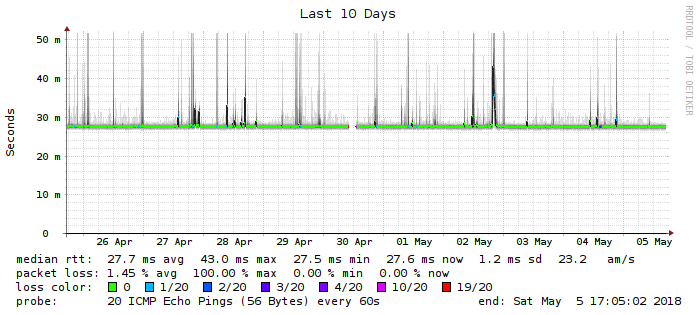 Last 10 Days
RRDTOOL / TOBI OETIKER
Seconds
50 m
40 m
30 m
20 m
10 m
0
26 Apr 27 Apr 28 Apr 29 Apr 30 Apr 01 May 02 May 03 May 04 May 05 May
median rtt: 27.7 ms avg 43.0 ms max 27.5 ms min 27.6 ms now 1.2 ms sd 23.2 am/s
packet loss: 1.45 % avg 100.00 % max 0.00 % min 0.00 % now
loss color: 0 1/20 2/20 3/20 4/20 10/20 19/20
probe: 20 ICMP Echo Pings (56 Bytes) every 60s end: Sat May 5 17:05:02 2018